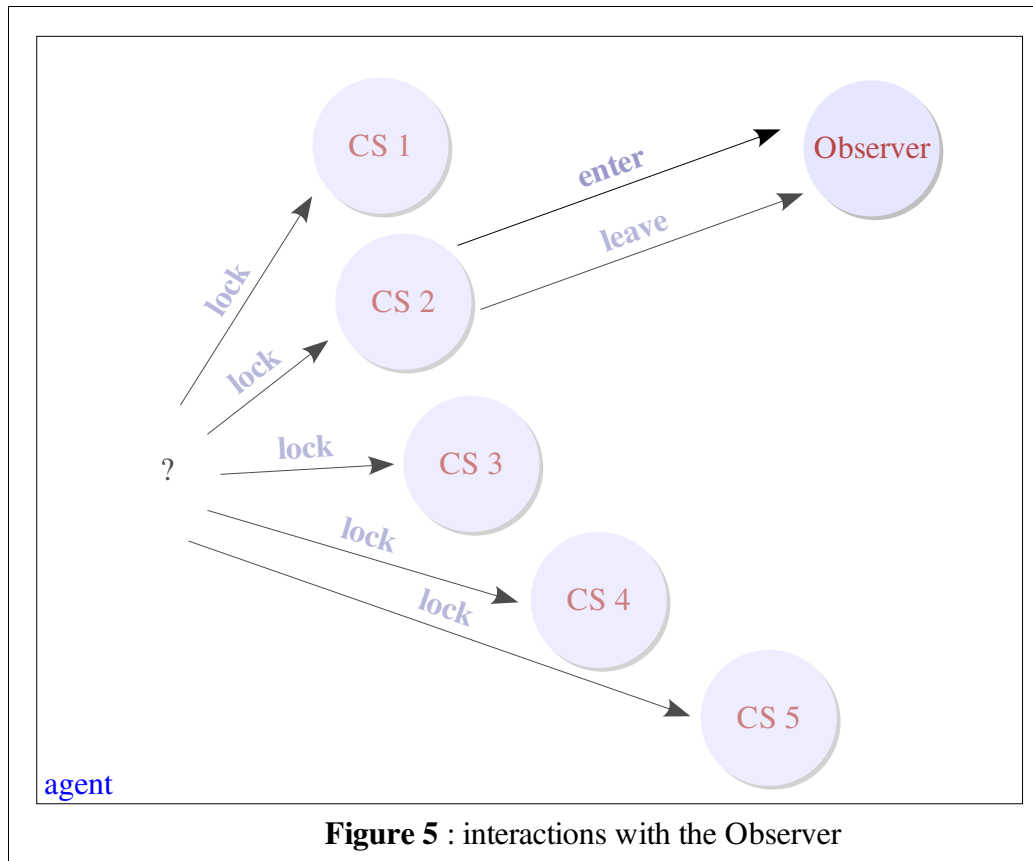 CS 1
Observer
enter
leave
lock
CS 2
lock
lock
CS 3
?
lock
CS 4
lock
CS 5
agent
Figure 5 : interactions with the Observer